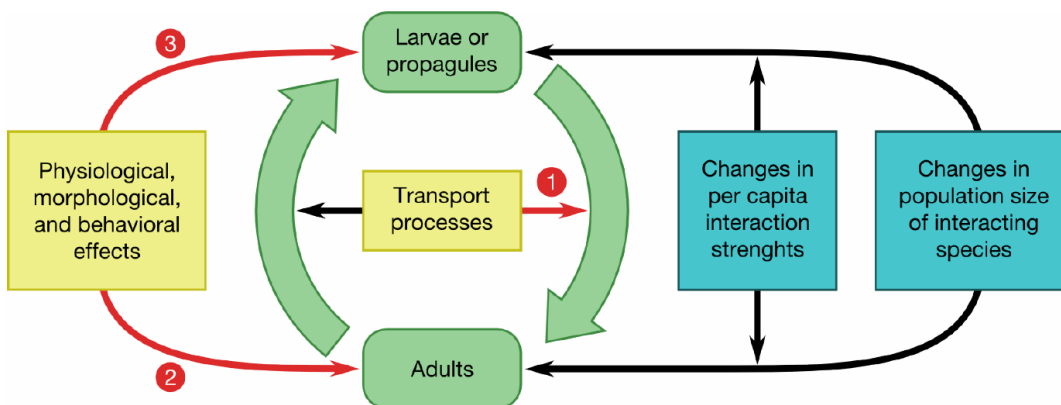 3
Larvae or
propagules
Physiological,
morphological,
and behavioral
effects
Transport
processes
1
Changes in
per capita
interaction
strenghts
Changes in
population size
of interacting
species
2
Adults